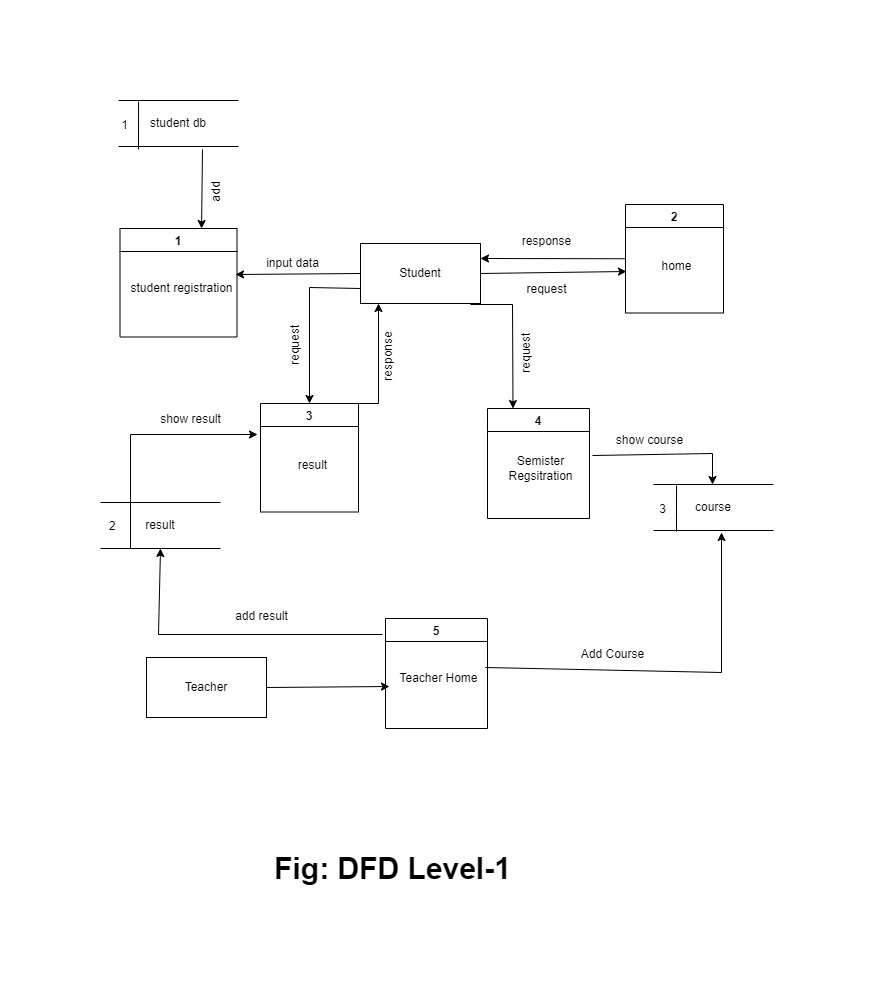 1
student db
add
1
student registration
input data
Student
response
request
2
home
request
response
request
show result
3
result
4
Semister
Regsitration
show course
3
course
2
result
add result
5
Teacher Home
Add Course
Teacher
Fig: DFD Level-1